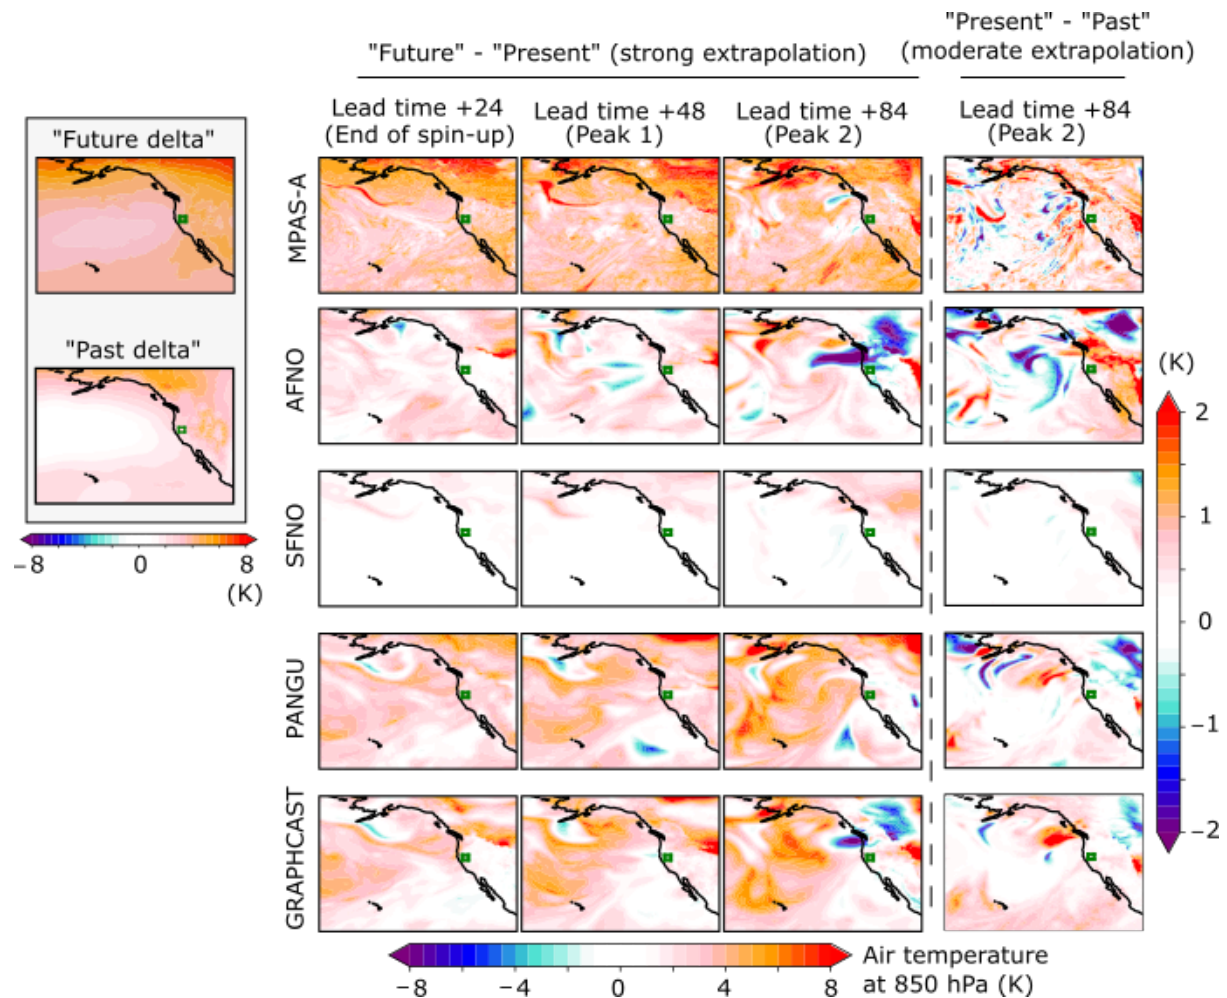 "Future" - "Present" (strong extrapolation)
"Present" - "Past"
(moderate extrapolation)
Lead time +24
(End of spin-up)
Lead time +48
(Peak 1)
Lead time +84
(Peak 2)
Lead time +84
(Peak 2)
"Future delta"
"Past delta"
−8 0 8
(K)
MPAS-A
AFNO
SFNO
PANGU
GRAPHCAST
(K)
2
1
0
−1
−2
−8 −4 0 4 8
Air temperature
at 850 hPa (K)